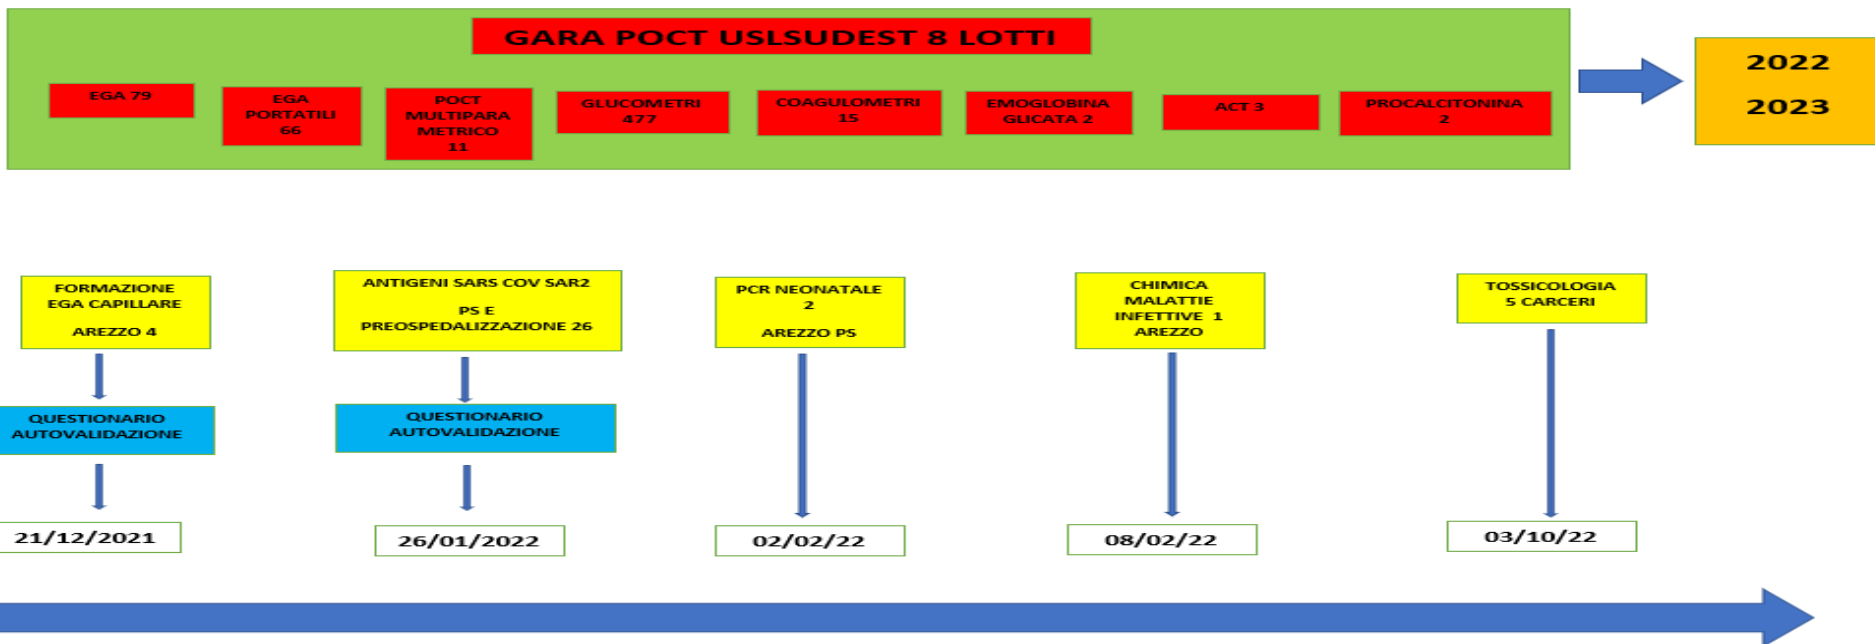 GARA POCT USLSUDEST 8 LOTTI
EGA 79
EGA
PORTATILI
66
POCT
MULTIPARA
METRICO
11
GLUCOMETRI
477
COAGULOMETRI
15
EMOGLOBINA
GLICATA 2
ACT 3
PROCALCITONINA
2
2022
2023
FORMAZIONE
EGA CAPILLARE
AREZZO 4
ANTIGENI SARS COV SAR2
PS E
PREOSPEDALIZZAZIONE 26
PCR NEONATALE
2
AREZZO PS
CHIMICA
MALATTIE
INFETTIVE 1
AREZZO
TOSSICOLOGIA
5 CARCERI
QUESTIONARIO
AUTOVALIDAZIONE
QUESTIONARIO
AUTOVALIDAZIONE
21/12/2021
26/01/2022
02/02/22
08/02/22
03/10/22